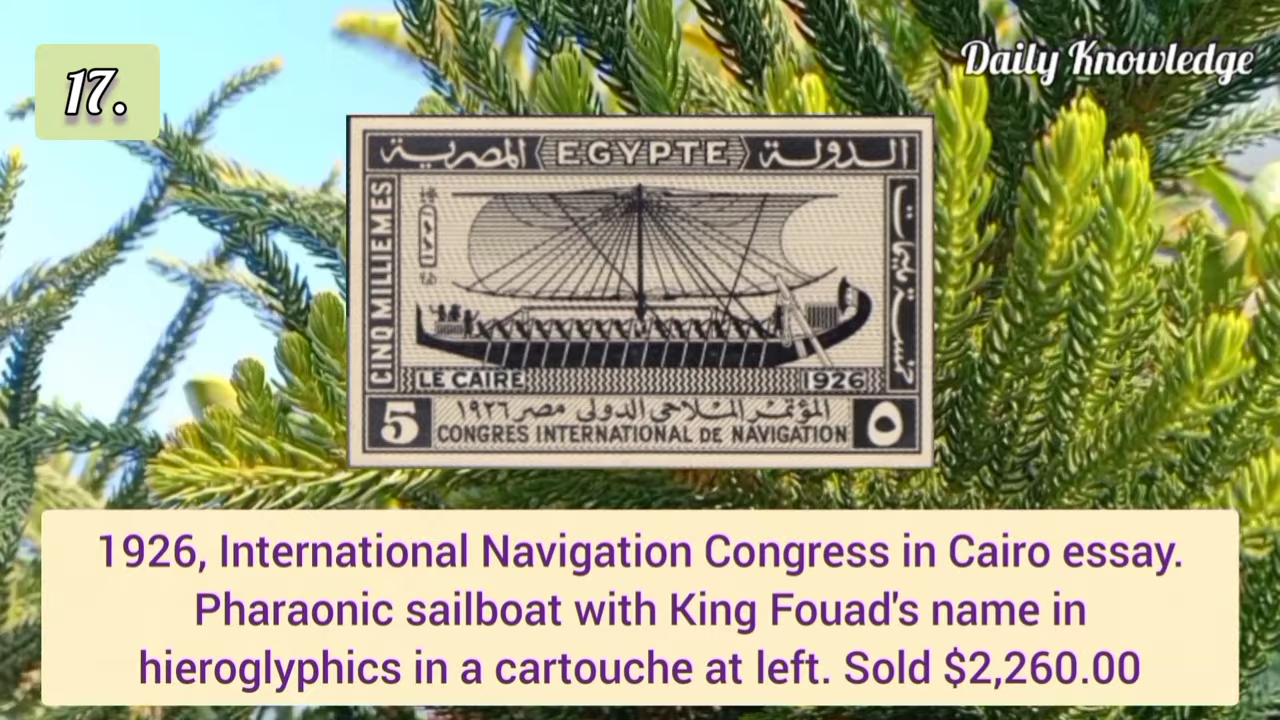 17.
Daily Knowledge
الدولة EGYPTE المصرية
CINQ MILLIEMES
LE CAIRE 1926
المؤتمر الملاحي الدولى مصر ١٩٢٦
5 CONGRES INTERNATIONAL DE NAVIGATION ٥
1926, International Navigation Congress in Cairo essay.
Pharaonic sailboat with King Fouad's name in
hieroglyphics in a cartouche at left. Sold $2,260.00